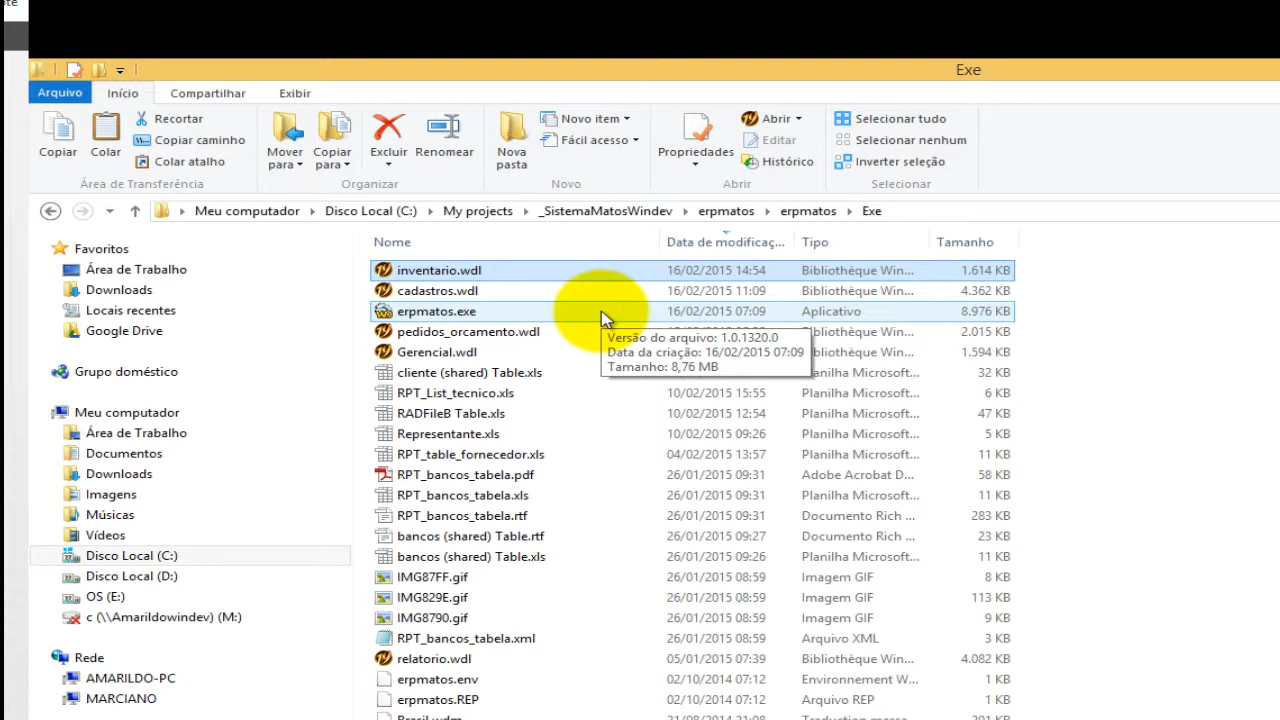 Exe
Arquivo Início Compartilhar Exibir
Copiar
Colar
Recortar
Copiar caminho
Colar atalho
Área de Transferência
Mover para
Copiar para
Excluir
Renomear
Organizar
Nova pasta
Novo item
Fácil acesso
Novo
Propriedades
Abrir
Editar
Histórico
Abrir
Selecionar tudo
Selecionar nenhum
Inverter seleção
Selecionar
Meu computador Disco Local (C:) My projects _SistemaMatosWindev erpmatos erpmatos Exe
Favoritos
Área de Trabalho
Downloads
Locais recentes
Google Drive
Grupo doméstico
Meu computador
Área de Trabalho
Documentos
Downloads
Imagens
Músicas
Vídeos
Disco Local (C:)
Disco Local (D:)
OS (E:)
c (\\Amarildowindev) (M:)
Rede
AMARILDO-PC
MARCIANO
Nome Data de modificaç... Tipo Tamanho
inventario.wdl 16/02/2015 14:54 Bibliothèque Win... 1.614 KB
cadastros.wdl 16/02/2015 11:09 Bibliothèque Win... 4.362 KB
erpmatos.exe 16/02/2015 07:09 Aplicativo 8.976 KB
pedidos_orcamento.wdl 2.015 KB
Gerencial.wdl 1.594 KB
Versão do arquivo: 1.0.1320.0
Data da criação: 16/02/2015 07:09
Tamanho: 8,76 MB
cliente (shared) Table.xls 32 KB
RPT_List_tecnico.xls 10/02/2015 15:55 Planilha Microsoft... 6 KB
RADFileB Table.xls 10/02/2015 12:54 Planilha Microsoft... 47 KB
Representante.xls 10/02/2015 09:26 Planilha Microsoft... 5 KB
RPT_table_fornecedor.xls 04/02/2015 13:57 Planilha Microsoft... 11 KB
RPT_bancos_tabela.pdf 26/01/2015 09:31 Adobe Acrobat D... 58 KB
RPT_bancos_tabela.xls 26/01/2015 09:31 Planilha Microsoft... 11 KB
RPT_bancos_tabela.rtf 26/01/2015 09:31 Documento Rich ... 283 KB
bancos (shared) Table.rtf 26/01/2015 09:27 Documento Rich ... 23 KB
bancos (shared) Table.xls 26/01/2015 09:26 Planilha Microsoft... 11 KB
IMG87FF.gif 26/01/2015 08:59 Imagem GIF 8 KB
IMG829E.gif 26/01/2015 08:59 Imagem GIF 113 KB
IMG8790.gif 26/01/2015 08:59 Imagem GIF 9 KB
RPT_bancos_tabela.xml 26/01/2015 08:59 Arquivo XML 3 KB
relatorio.wdl 05/01/2015 07:39 Bibliothèque Win... 4.082 KB
erpmatos.env 02/10/2014 07:12 Environnement W... 1 KB
erpmatos.REP 02/10/2014 07:12 Arquivo REP 1 KB